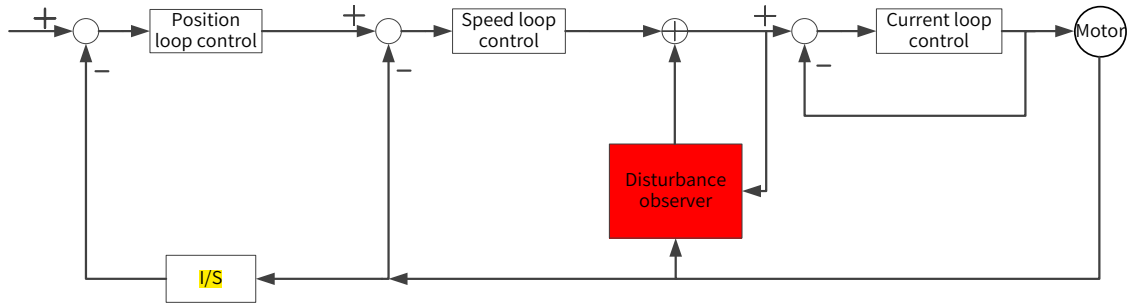 +
Position
loop control
+
Speed loop
control
+
Current loop
control
Motor
−
−
−
Disturbance
observer
I/S